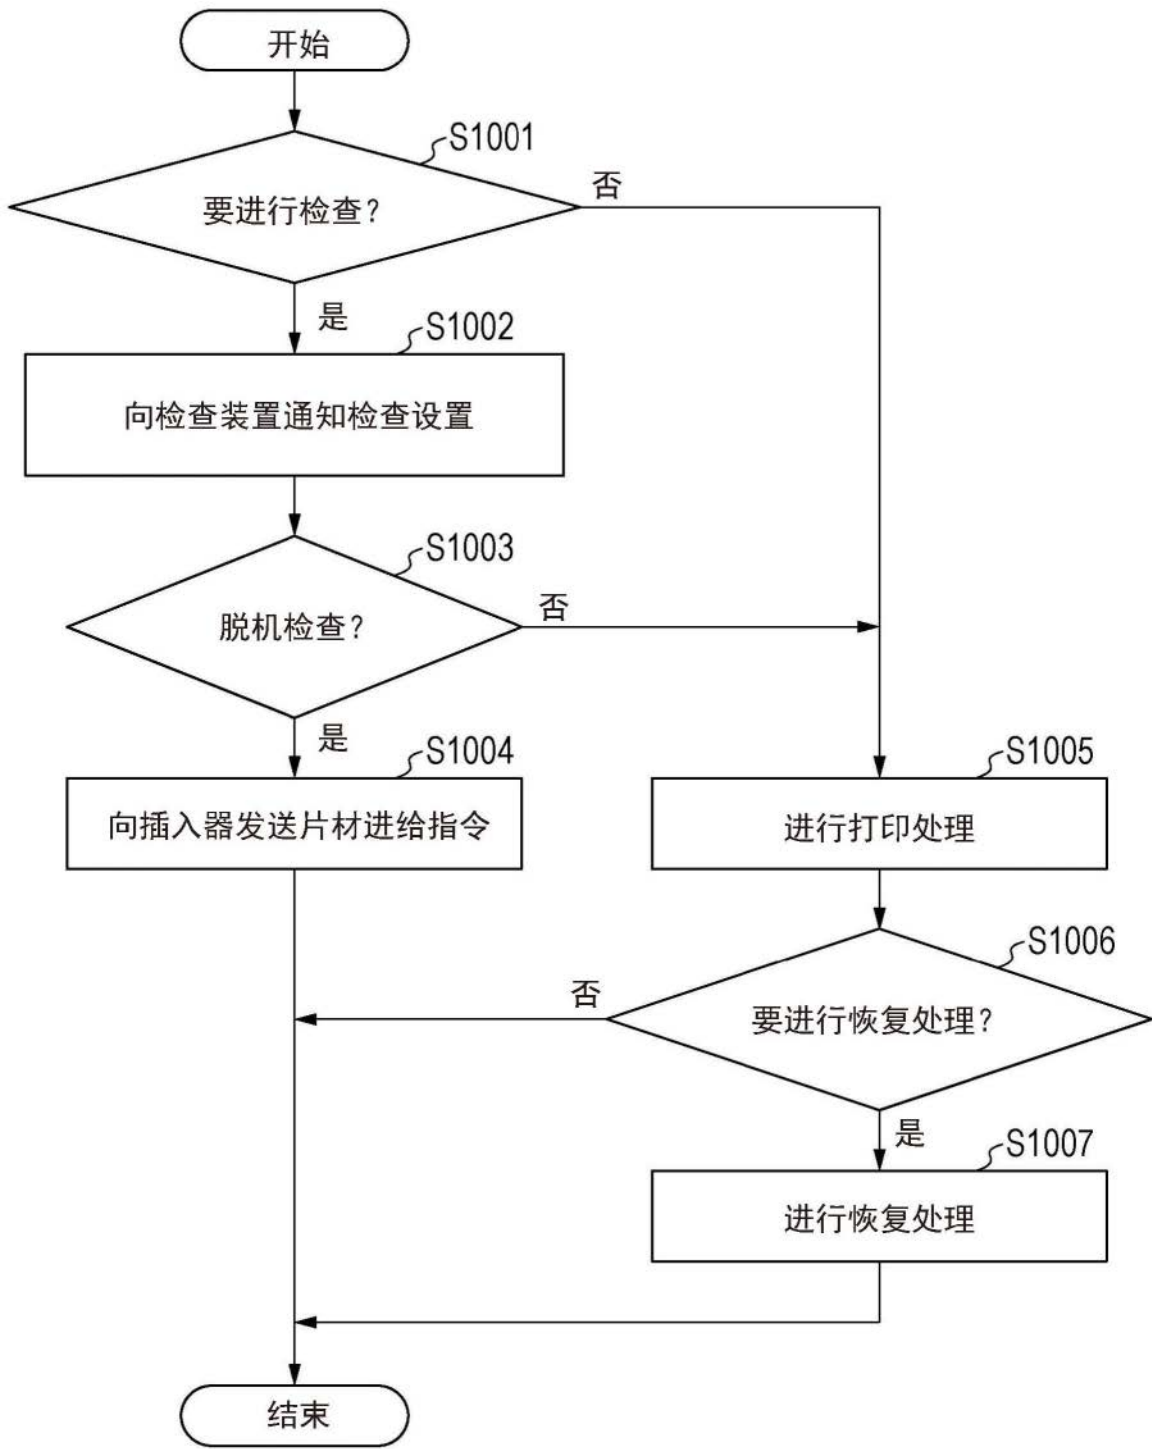 开始
S1001
要进行检查？
否
是
S1002
向检查装置通知检查设置
S1003
脱机检查？
否
是
S1004
向插入器发送片材进给指令
S1005
进行打印处理
S1006
要进行恢复处理？
否
是
S1007
进行恢复处理
结束